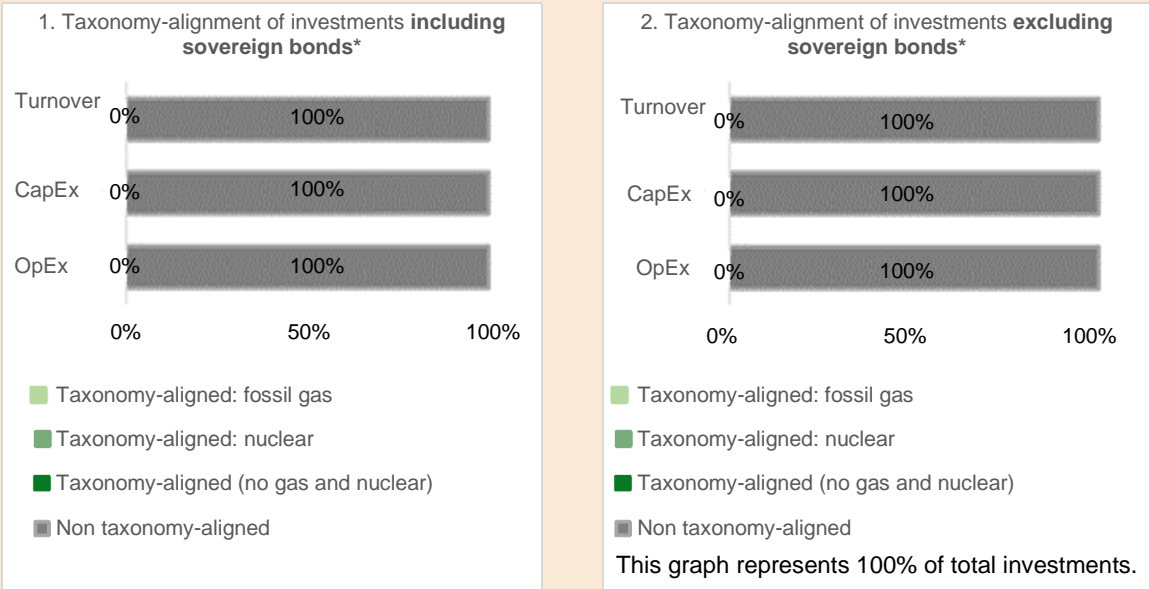 1. Taxonomy-alignment of investments including
sovereign bonds*
Turnover 0% 100%
CapEx 0% 100%
OpEx 0% 100%
0% 50% 100%
Taxonomy-aligned: fossil gas
Taxonomy-aligned: nuclear
Taxonomy-aligned (no gas and nuclear)
Non taxonomy-aligned
2. Taxonomy-alignment of investments excluding
sovereign bonds*
Turnover 0% 100%
CapEx 0% 100%
OpEx 0% 100%
0% 50% 100%
Taxonomy-aligned: fossil gas
Taxonomy-aligned: nuclear
Taxonomy-aligned (no gas and nuclear)
Non taxonomy-aligned
This graph represents 100% of total investments.